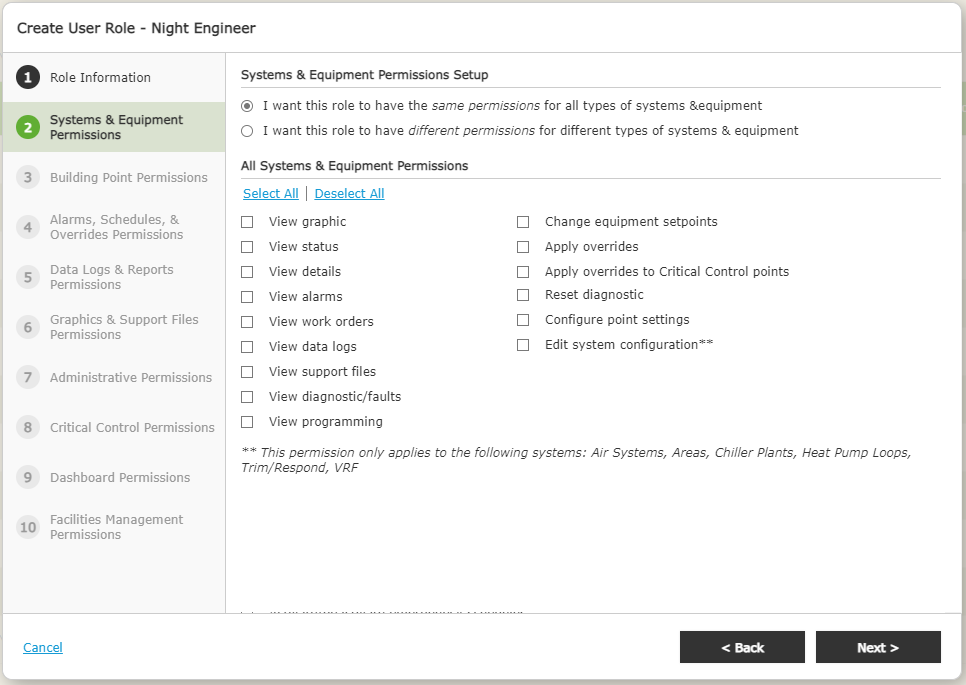 Create User Role - Night Engineer
1 Role Information
2 Systems & Equipment
Permissions
3 Building Point Permissions
4 Alarms, Schedules, &
Overrides Permissions
5 Data Logs & Reports
Permissions
6 Graphics & Support Files
Permissions
7 Administrative Permissions
8 Critical Control Permissions
9 Dashboard Permissions
10 Facilities Management
Permissions
Systems & Equipment Permissions Setup
I want this role to have the same permissions for all types of systems &equipment
I want this role to have different permissions for different types of systems & equipment
All Systems & Equipment Permissions
Select All | Deselect All
View graphic
View status
View details
View alarms
View work orders
View data logs
View support files
View diagnostic/faults
View programming
Change equipment setpoints
Apply overrides
Apply overrides to Critical Control points
Reset diagnostic
Configure point settings
Edit system configuration**
** This permission only applies to the following systems: Air Systems, Areas, Chiller Plants, Heat Pump Loops,
Trim/Respond, VRF
Cancel
< Back
Next >